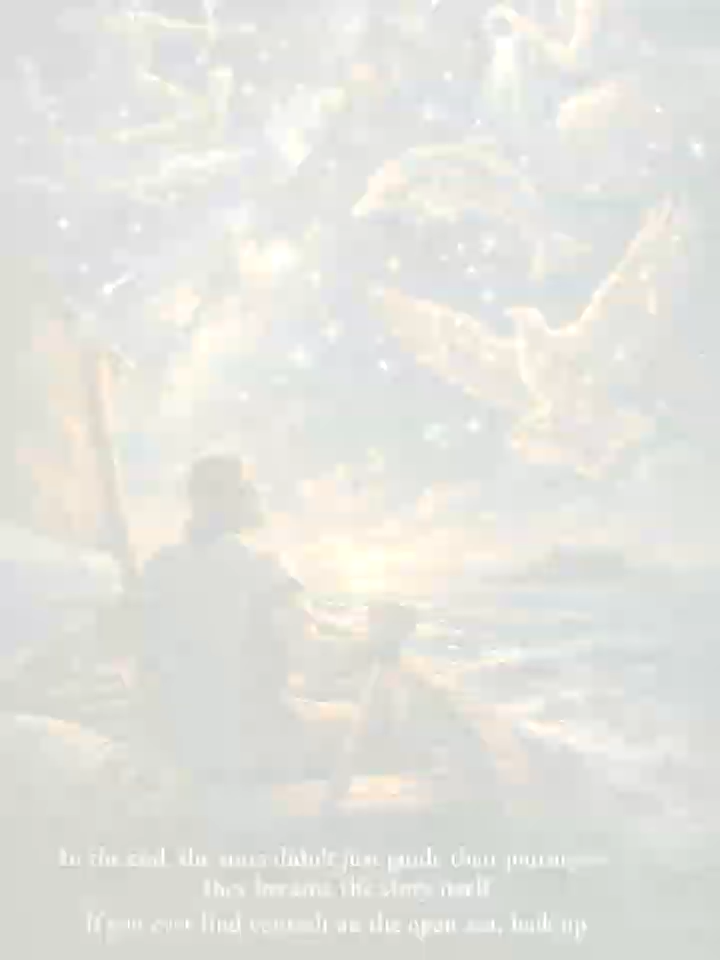 In the end, the stars didn't just guide their journey—
they became the story itself
If you ever find yourself on the open sea, look up